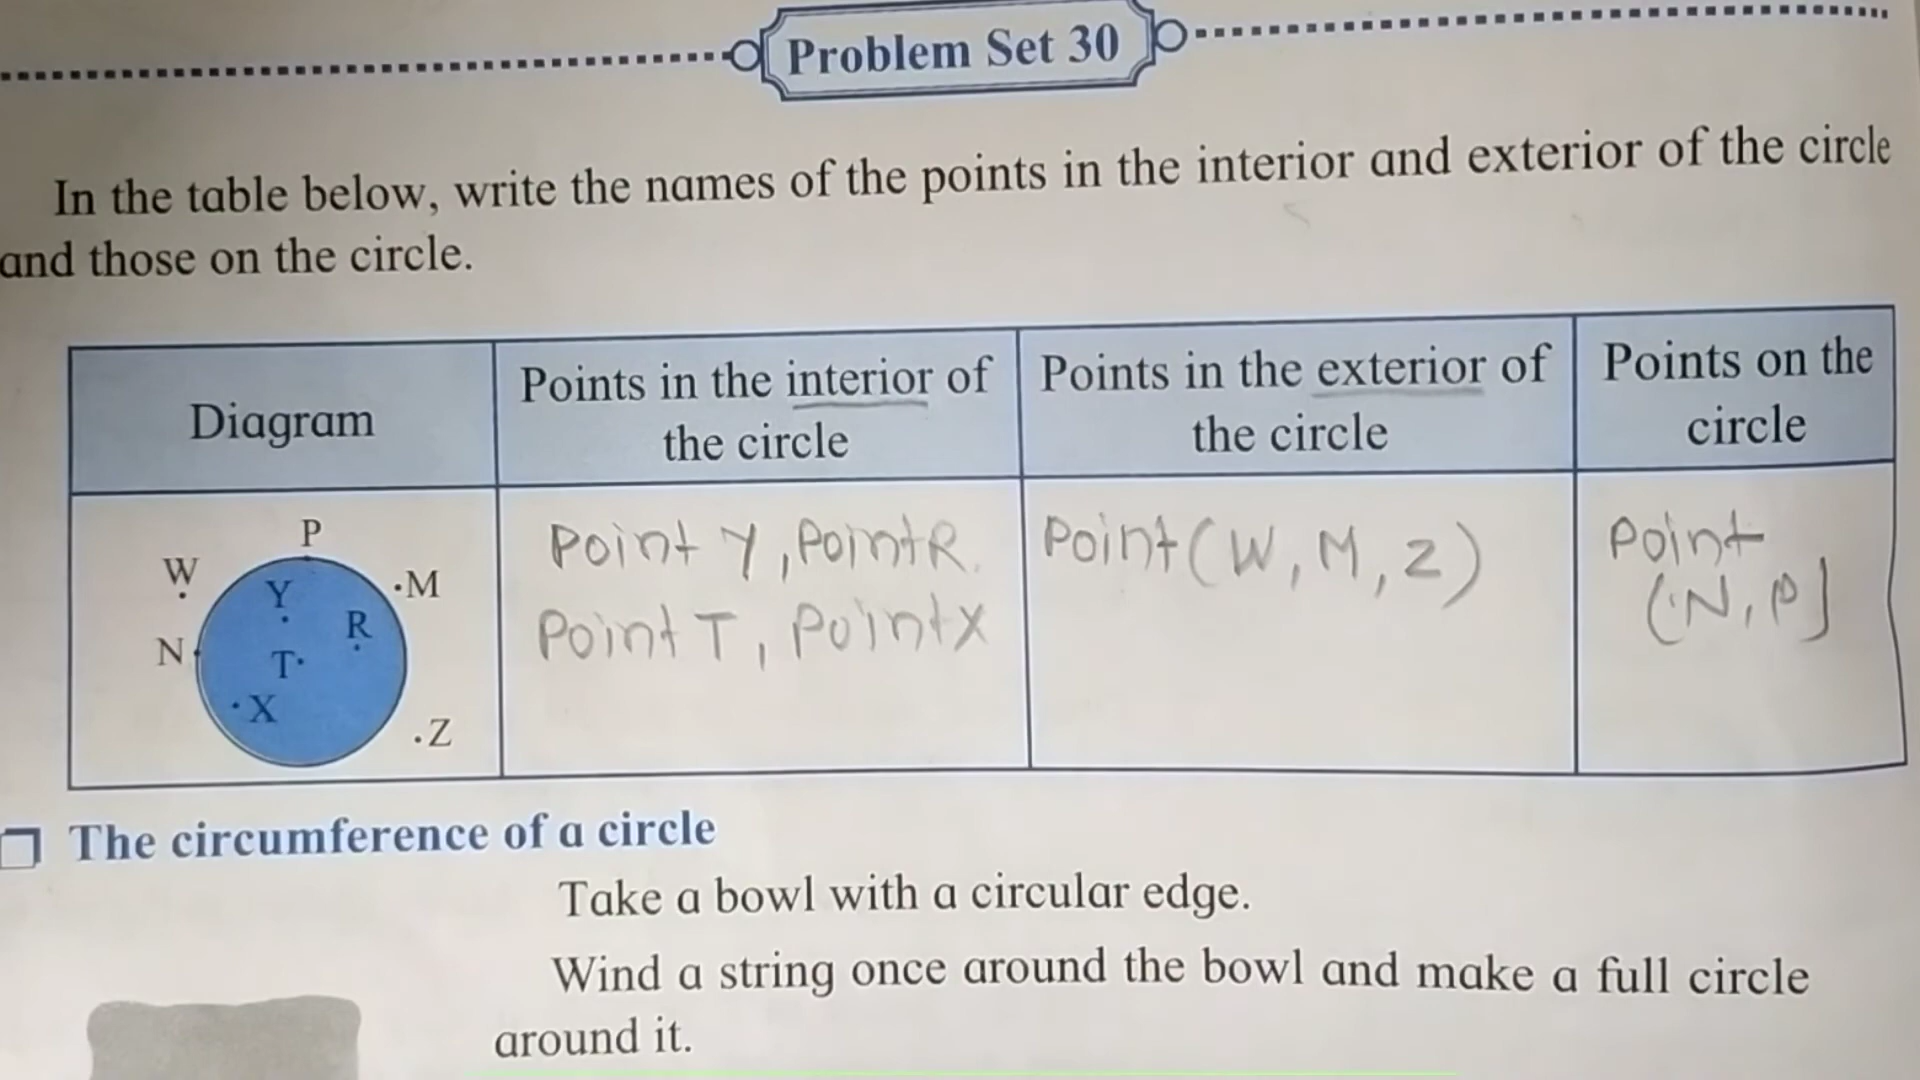 Problem Set 30
In the table below, write the names of the points in the interior and exterior of the circle
and those on the circle.
Diagram
Points in the interior of
the circle
Points in the exterior of
the circle
Points on the
circle
P
W
Y
M
R
N
T
X
Z
Point Y, Point R.
Point T, Point X
Point (W, M, Z)
Point
(N, P)
The circumference of a circle
Take a bowl with a circular edge.
Wind a string once around the bowl and make a full circle
around it.